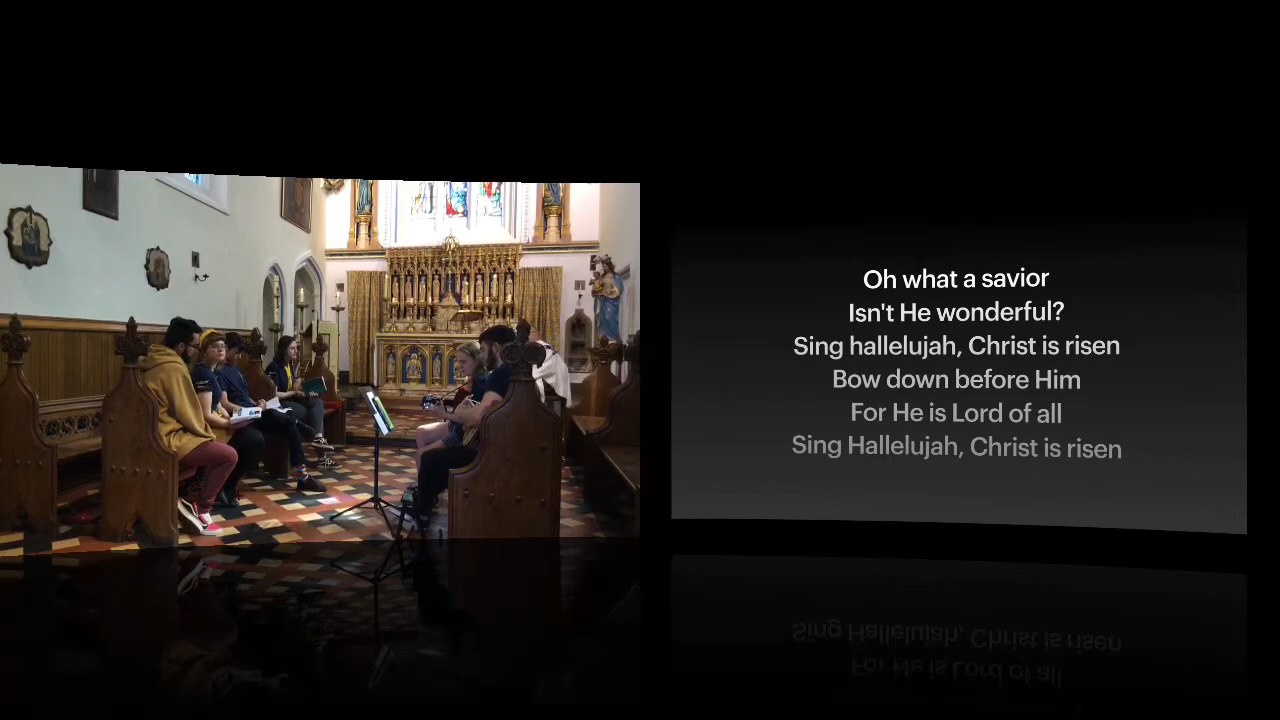 Oh what a savior
Isn't He wonderful?
Sing hallelujah, Christ is risen
Bow down before Him
For He is Lord of all
Sing Hallelujah, Christ is risen